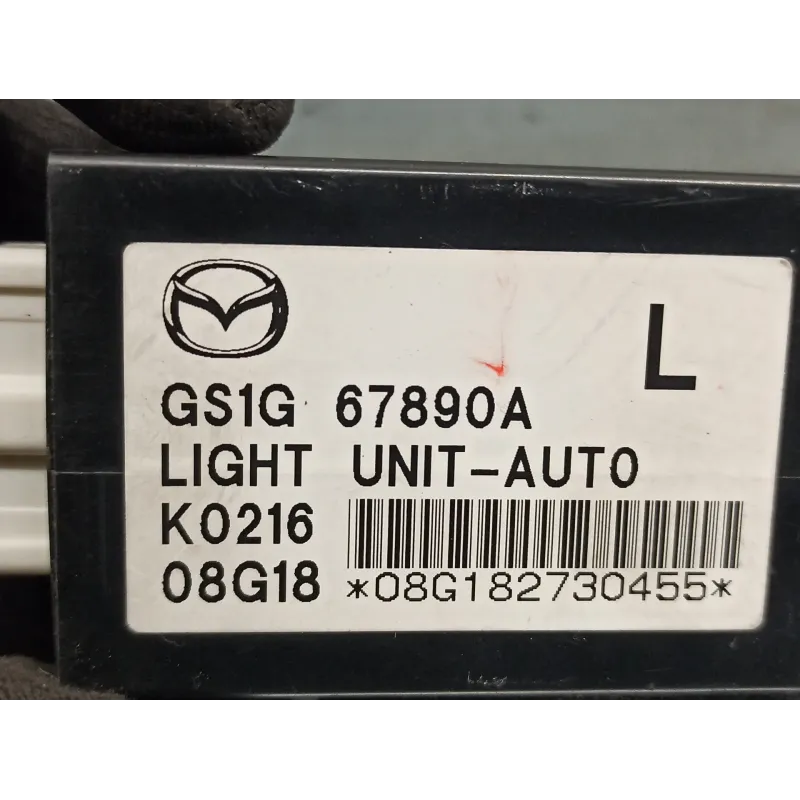 L
GS1G 67890A
LIGHT UNIT-AUTO
K0216
08G18 *08G182730455*